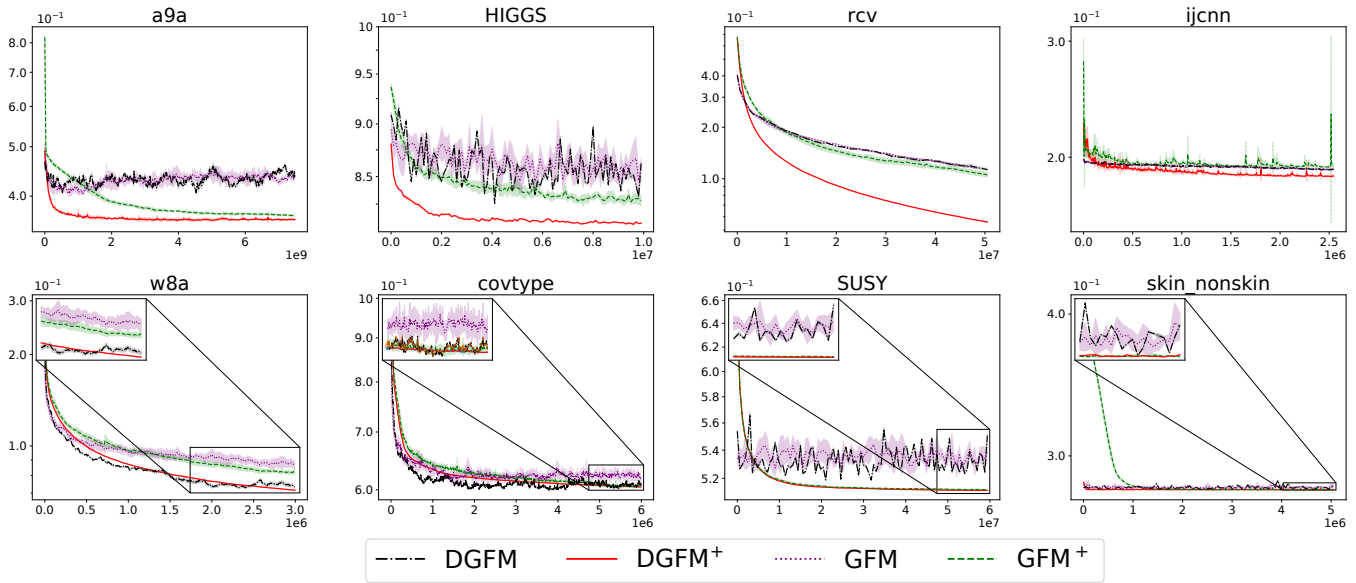 a9a HIGGS rcv ijcnn
×10⁻¹ ×10⁻¹ ×10⁻¹ ×10⁻¹
8.0 7.0 5.0 4.0
10.0 9.5 9.0 8.5
4.0 3.0 2.0 1.0
3.0 2.0
0 2 4 6 1e9
0.0 0.2 0.4 0.6 0.8 1.0 1e7
0 1 2 3 4 5 1e7
0.0 0.5 1.0 1.5 2.0 2.5 1e6
w8a covtype SUSY skin_nonskin
×10⁻¹ ×10⁻¹ ×10⁻¹ ×10⁻¹
3.0 2.0 1.0
10.0 9.0 8.0 7.0 6.0
6.6 6.4 6.2 6.0 5.8 5.6 5.4 5.2
4.0 3.0
0.0 0.5 1.0 1.5 2.0 2.5 3.0 1e6
0 1 2 3 4 5 6 1e6
0 1 2 3 4 5 6 1e7
0 1 2 3 4 5 1e6
DGFM DGFM⁺ GFM GFM⁺